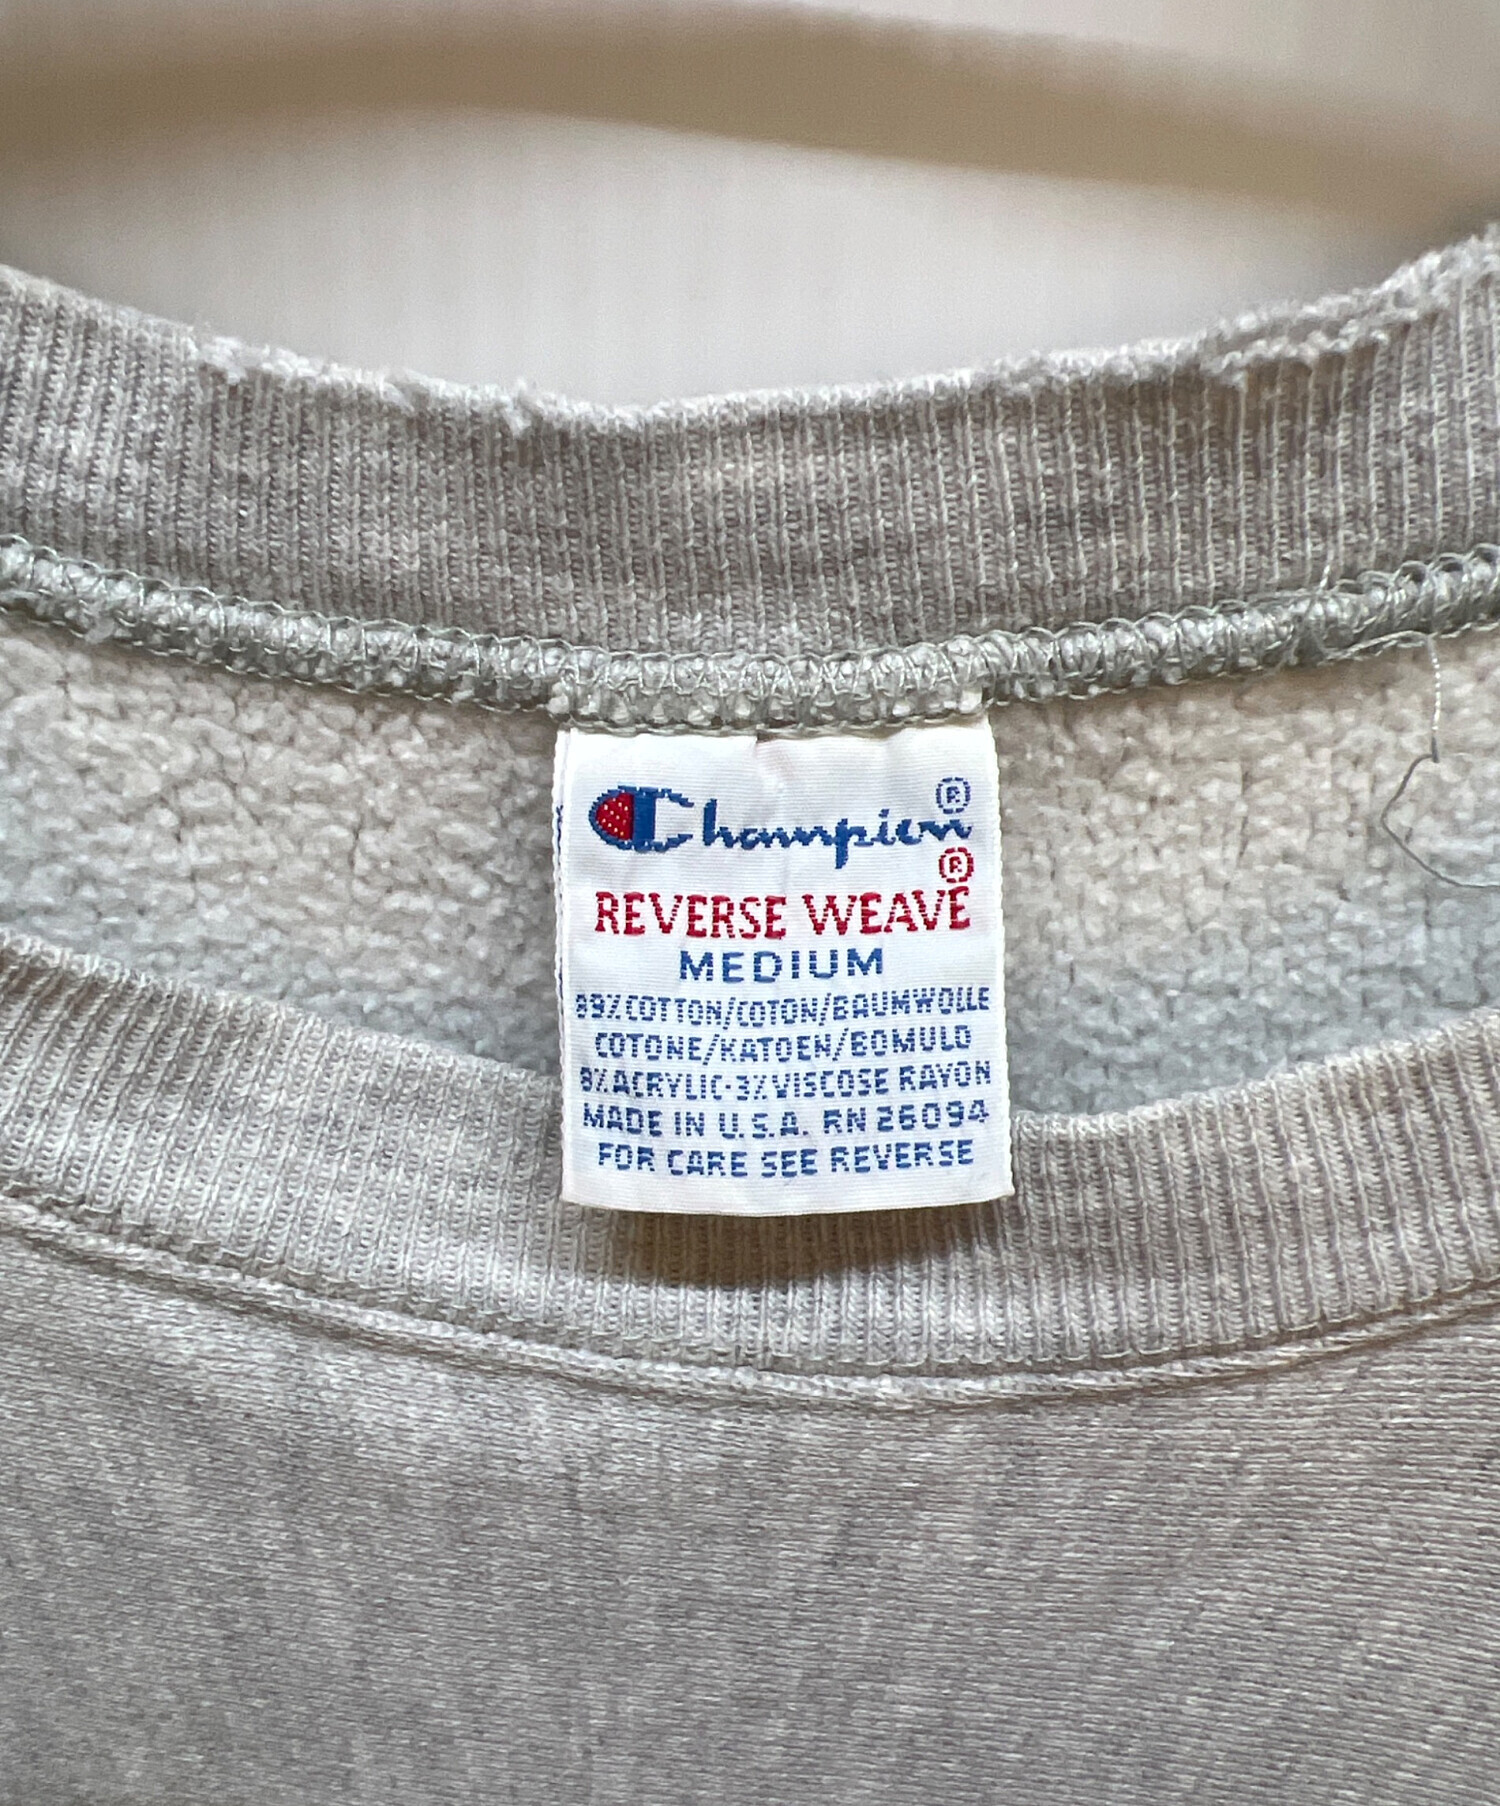 Champion®
REVERSE WEAVE®
MEDIUM
89% COTTON/COTON/BAUMWOLLE
COTONE/KATOEN/BOMULD
8% ACRYLIC·3% VISCOSE RAYON
MADE IN U.S.A. RN 26094
FOR CARE SEE REVERSE